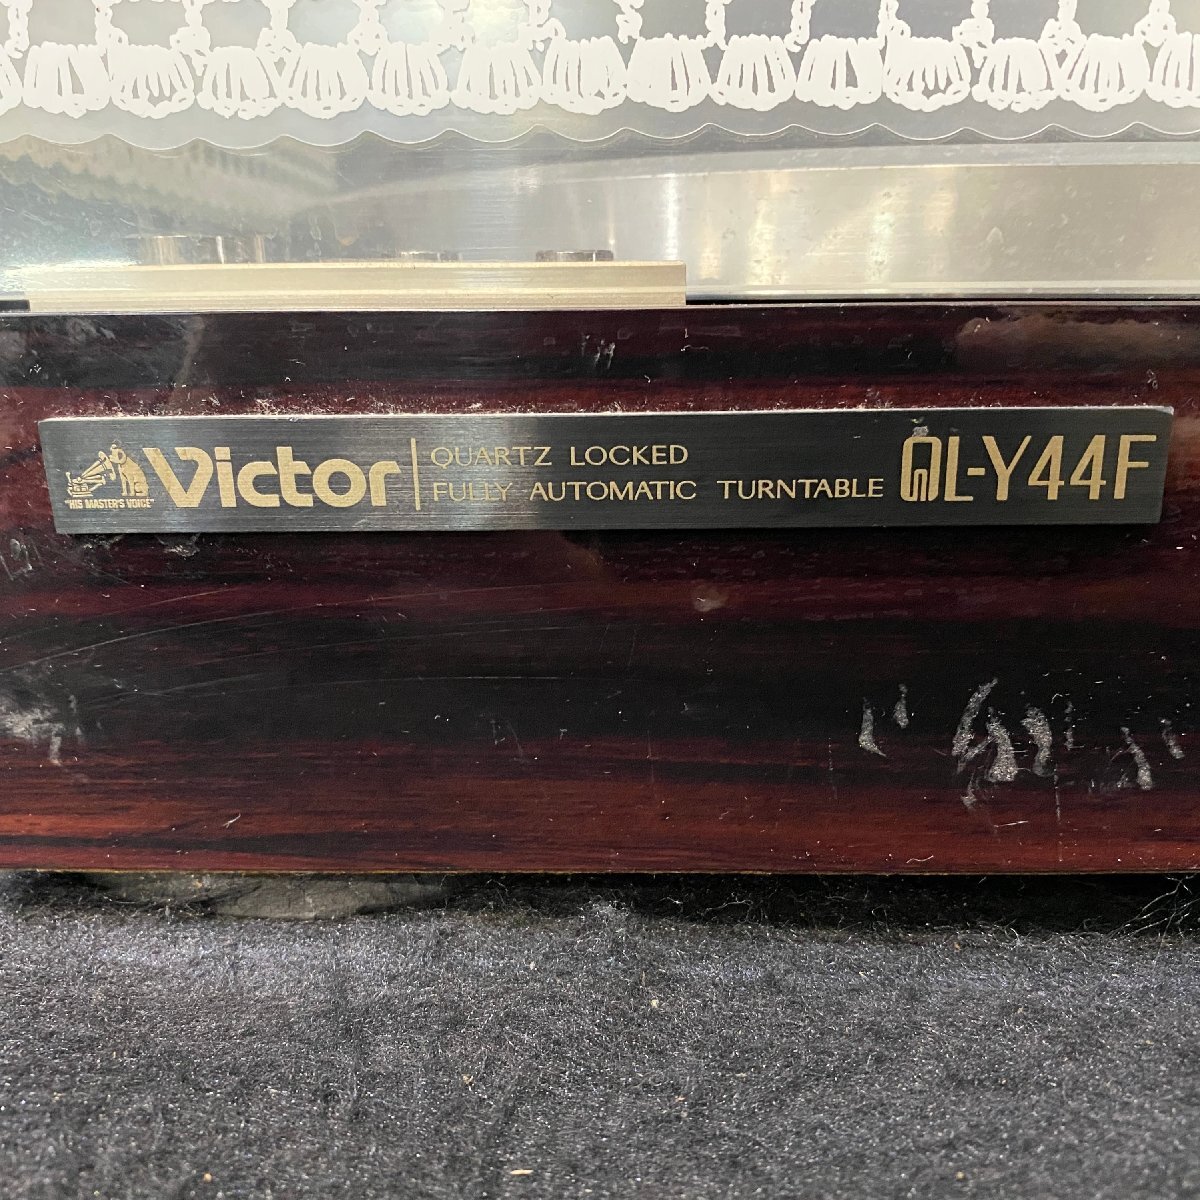 "HIS MASTER'S VOICE"
Victor
QUARTZ LOCKED
FULLY AUTOMATIC TURNTABLE
QL-Y44F